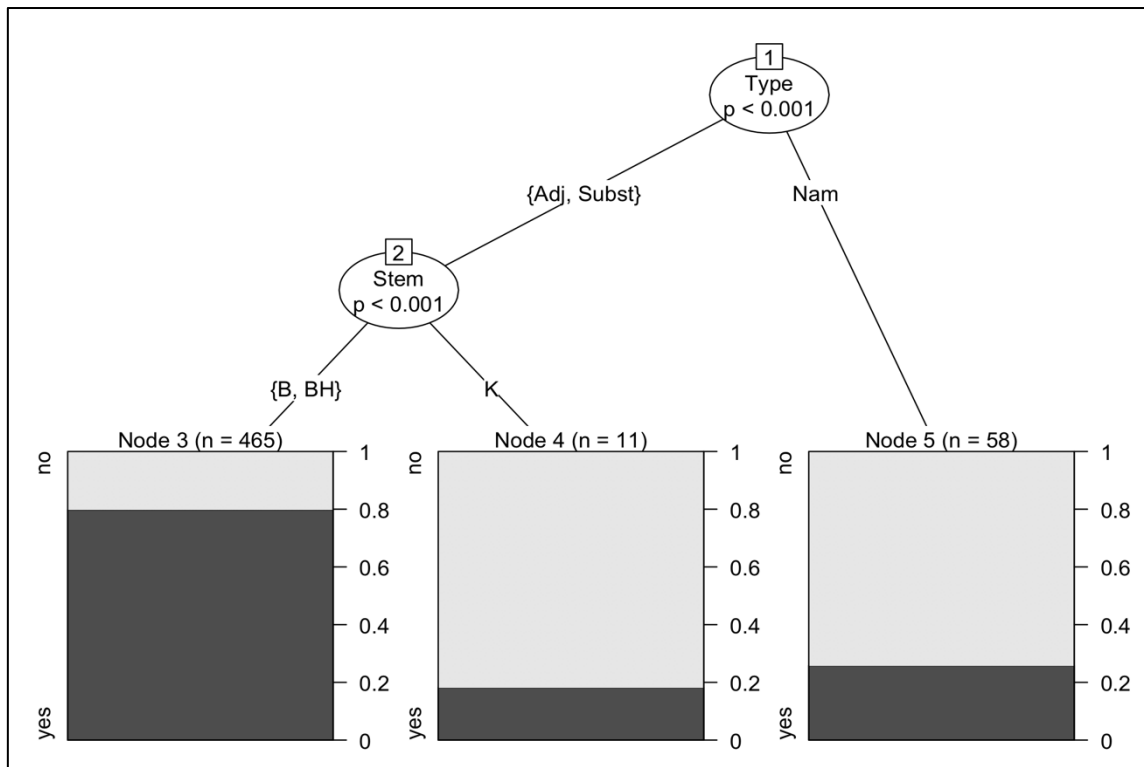 1
Type
p < 0.001
{Adj, Subst}
Nam
2
Stem
p < 0.001
{B, BH}
K
Node 3 (n = 465)
no
yes
1
0.8
0.6
0.4
0.2
0
Node 4 (n = 11)
no
yes
1
0.8
0.6
0.4
0.2
0
Node 5 (n = 58)
no
yes
1
0.8
0.6
0.4
0.2
0